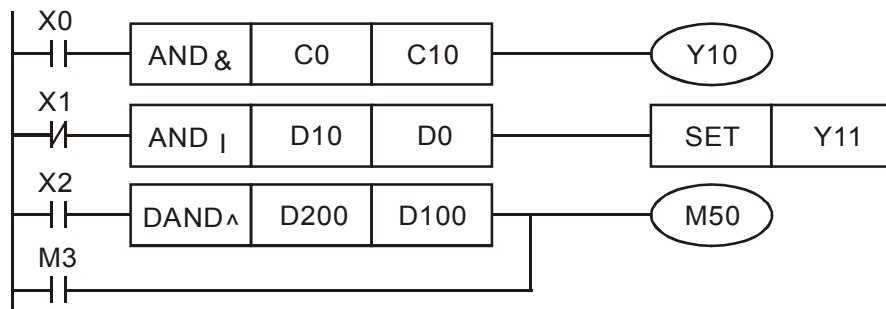 X0
AND & C0 C10 Y10
X1
AND | D10 D0 SET Y11
X2
DAND ^ D200 D100 M50
M3